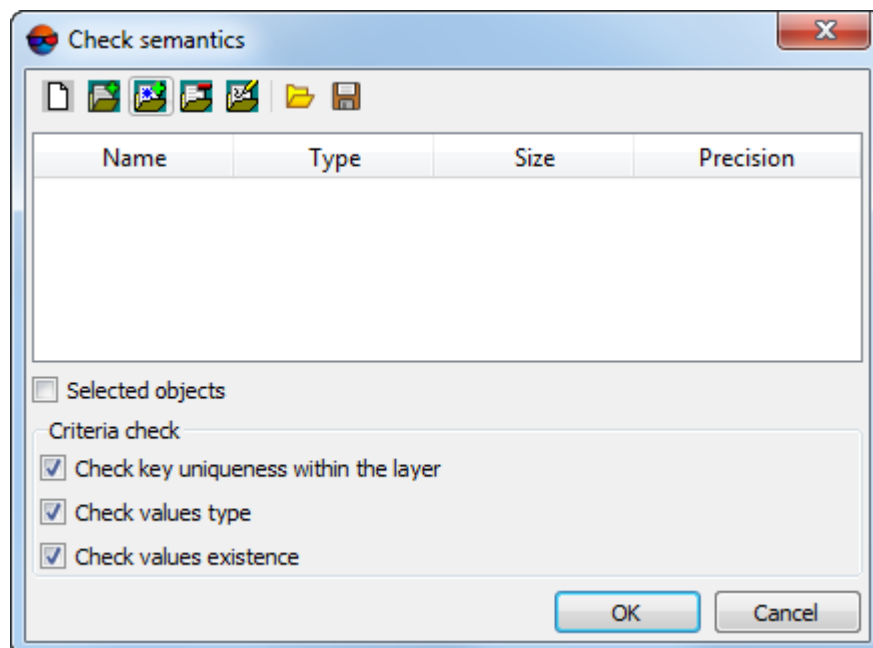 Check semantics
Name Type Size Precision
Selected objects
Criteria check
Check key uniqueness within the layer
Check values type
Check values existence
OK Cancel